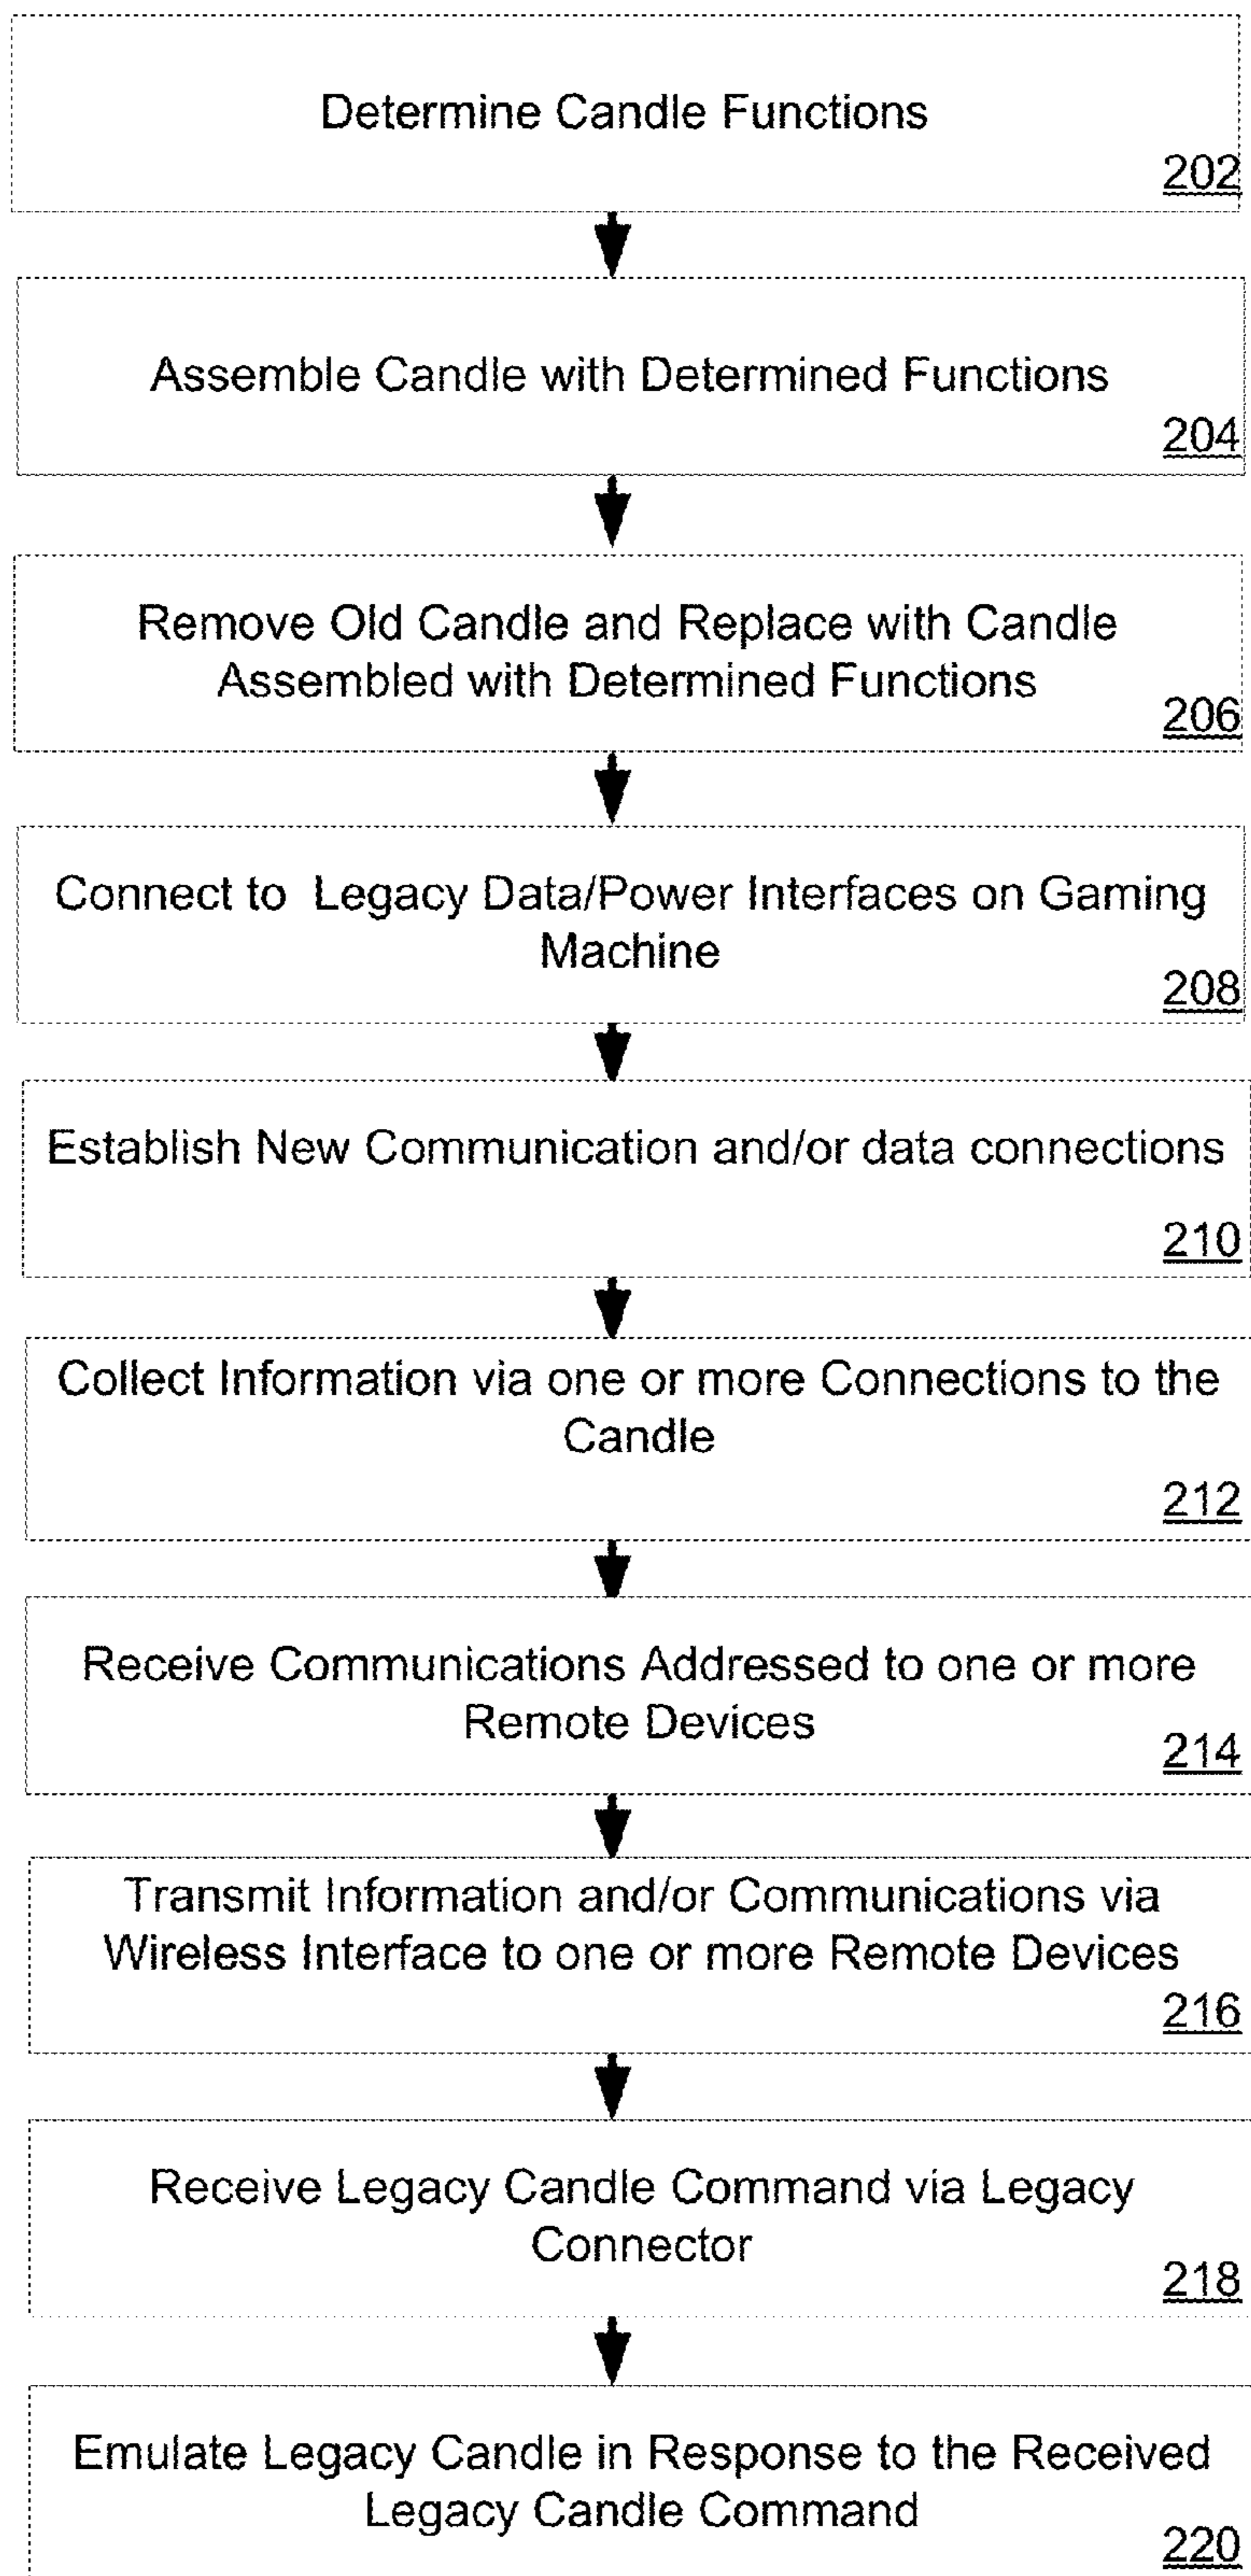 Determine Candle Functions
202
Assemble Candle with Determined Functions
204
Remove Old Candle and Replace with Candle
Assembled with Determined Functions
206
Connect to Legacy Data/Power Interfaces on Gaming
Machine
208
Establish New Communication and/or data connections
210
Collect Information via one or more Connections to the
Candle
212
Receive Communications Addressed to one or more
Remote Devices
214
Transmit Information and/or Communications via
Wireless Interface to one or more Remote Devices
216
Receive Legacy Candle Command via Legacy
Connector
218
Emulate Legacy Candle in Response to the Received
Legacy Candle Command
220